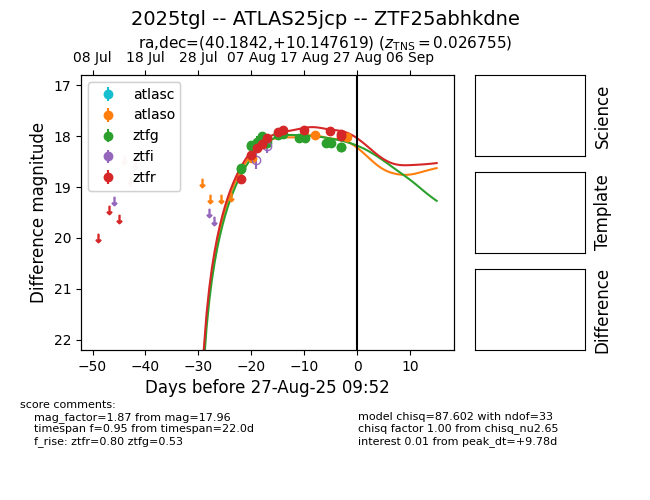 2025tgl -- ATLAS25jcp -- ZTF25abhkdne
ra,dec=(40.1842,+10.147619) (zTNS = 0.026755)
08 Jul 18 Jul 28 Jul 07 Aug 17 Aug 27 Aug 06 Sep
17
18
19
20
21
22
Difference magnitude
atlasc
atlaso
ztfg
ztfi
ztfr
−50 −40 −30 −20 −10 0 10
Days before 27-Aug-25 09:52
Science
Template
Difference
score comments:
mag_factor=1.87 from mag=17.96
timespan f=0.95 from timespan=22.0d
f_rise: ztfr=0.80 ztfg=0.53
model chisq=87.602 with ndof=33
chisq factor 1.00 from chisq_nu2.65
interest 0.01 from peak_dt=+9.78d